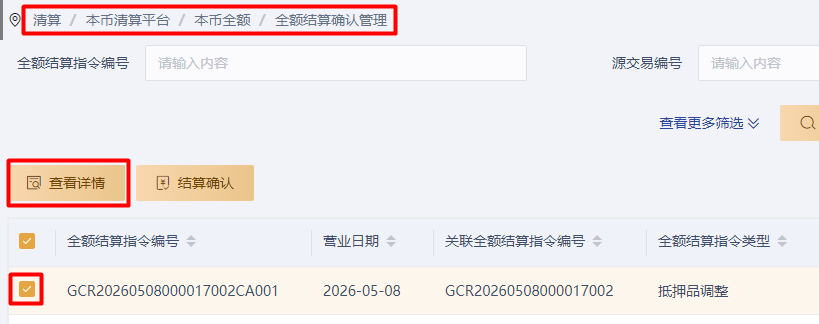 清算 / 本币清算平台 / 本币全额 / 全额结算确认管理
全额结算指令编号 请输入内容 源交易编号 请输入内容
查看更多筛选
查看详情 结算确认
全额结算指令编号 营业日期 关联全额结算指令编号 全额结算指令类型
GCR20260508000017002CA001 2026-05-08 GCR20260508000017002 抵押品调整